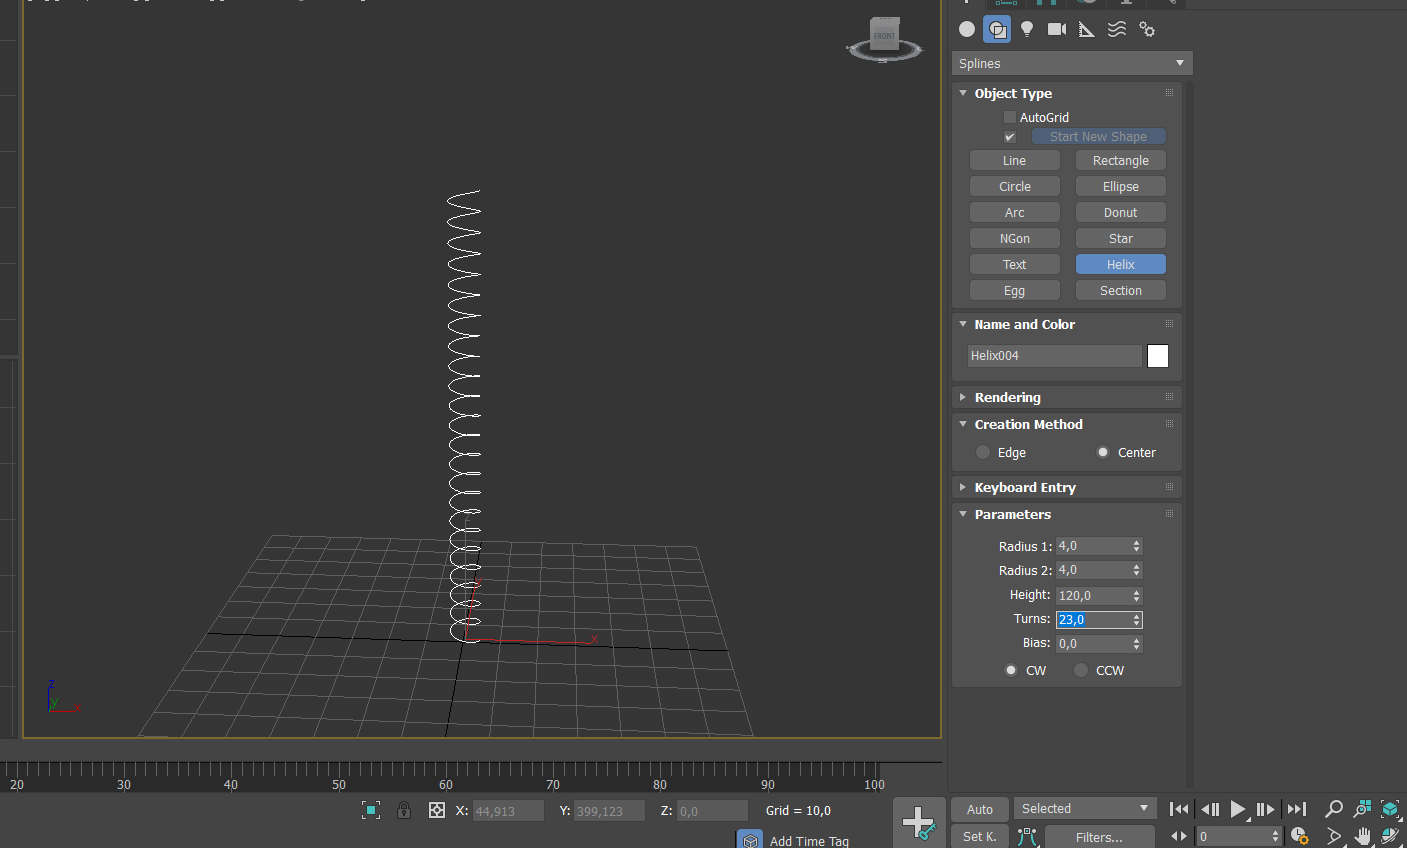 FRONT
Splines
Object Type
AutoGrid
Start New Shape
Line Rectangle
Circle Ellipse
Arc Donut
NGon Star
Text Helix
Egg Section
Name and Color
Helix004
Rendering
Creation Method
Edge Center
Keyboard Entry
Parameters
Radius 1: 4,0
Radius 2: 4,0
Height: 120,0
Turns: 23,0
Bias: 0,0
CW CCW
x
z
y
x
20 30 40 50 60 70 80 90 100
X: 44,913 Y: 399,123 Z: 0,0 Grid = 10,0
Auto Selected
Add Time Tag
Set K. Filters... 0